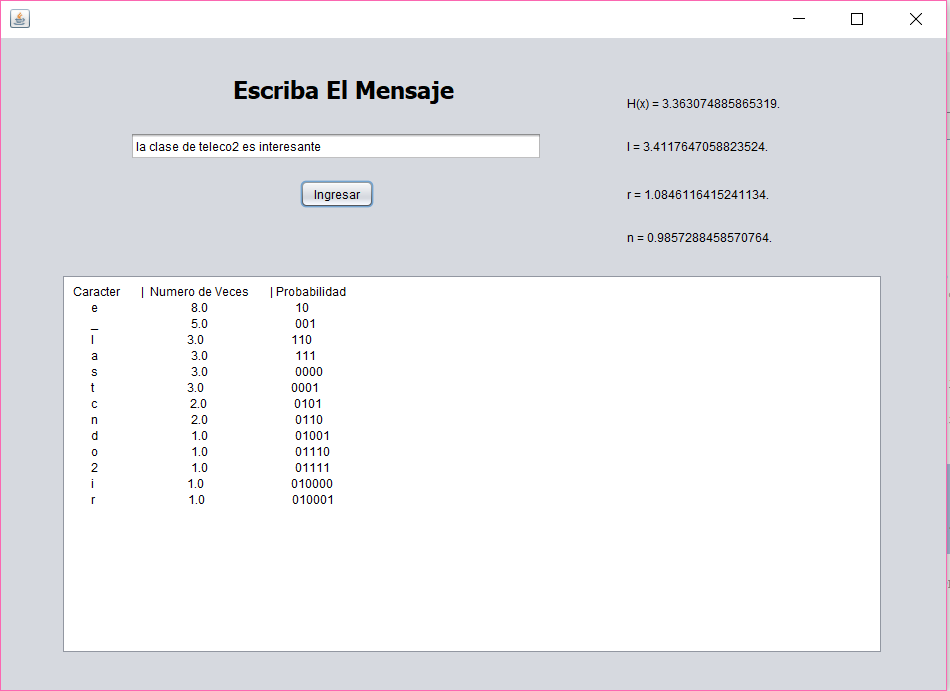 Escriba El Mensaje
la clase de teleco2 es interesante
Ingresar
H(x) = 3.363074885865319.
l = 3.4117647058823524.
r = 1.0846116415241134.
n = 0.9857288458570764.
Caracter | Numero de Veces | Probabilidad
e 8.0 10
_ 5.0 001
l 3.0 110
a 3.0 111
s 3.0 0000
t 3.0 0001
c 2.0 0101
n 2.0 0110
d 1.0 01001
o 1.0 01110
2 1.0 01111
i 1.0 010000
r 1.0 010001